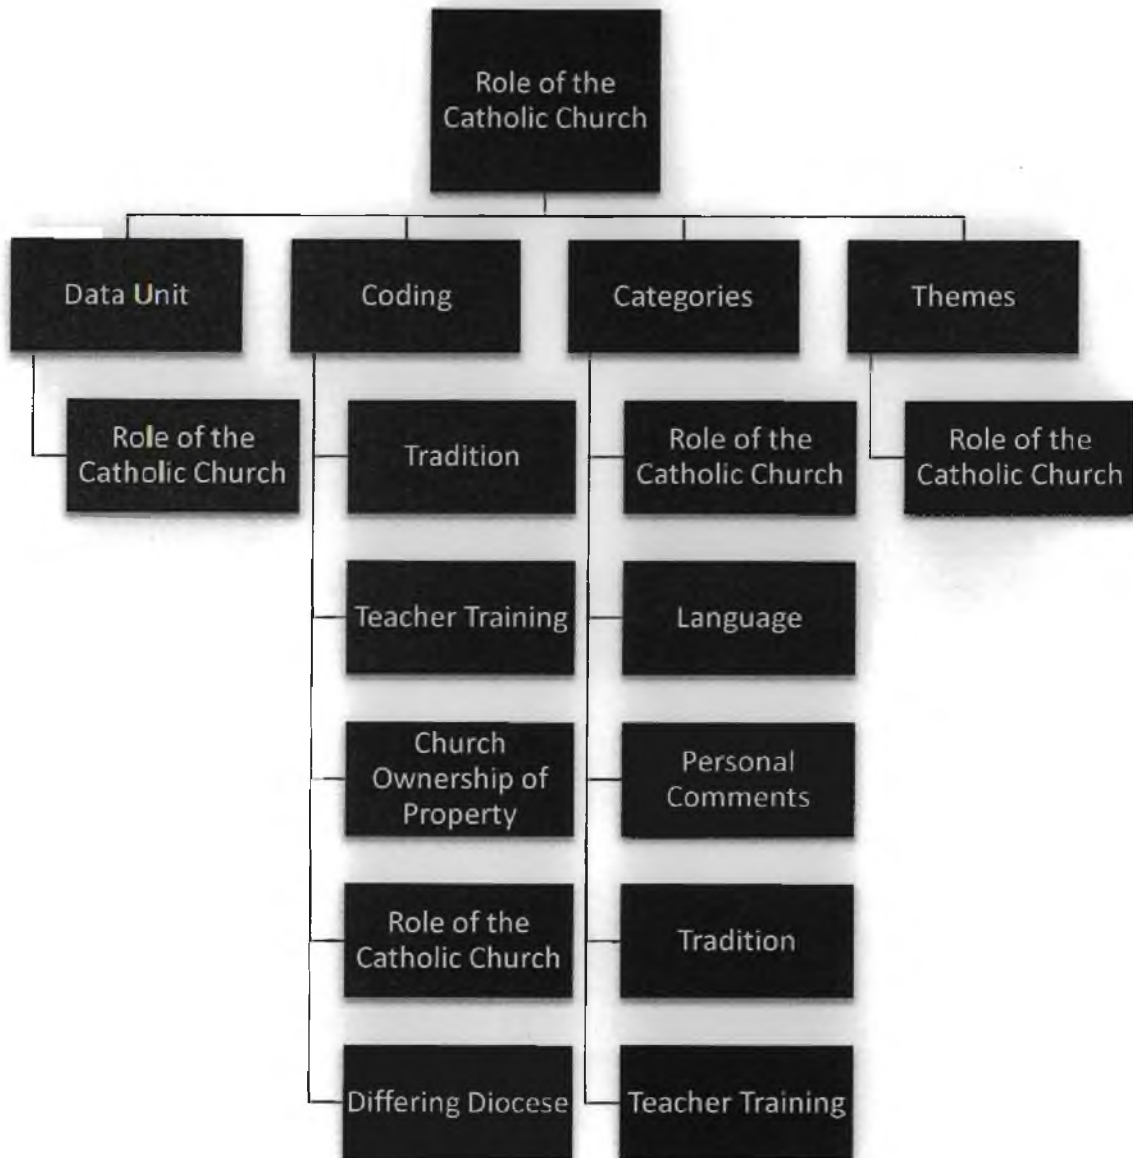 Role of the
Catholic Church
Data Unit
Coding
Categories
Themes
Role of the
Catholic Church
Tradition
Role of the
Catholic Church
Role of the
Catholic Church
Teacher Training
Language
Church
Ownership of
Property
Personal
Comments
Role of the
Catholic Church
Tradition
Differing Diocese
Teacher Training